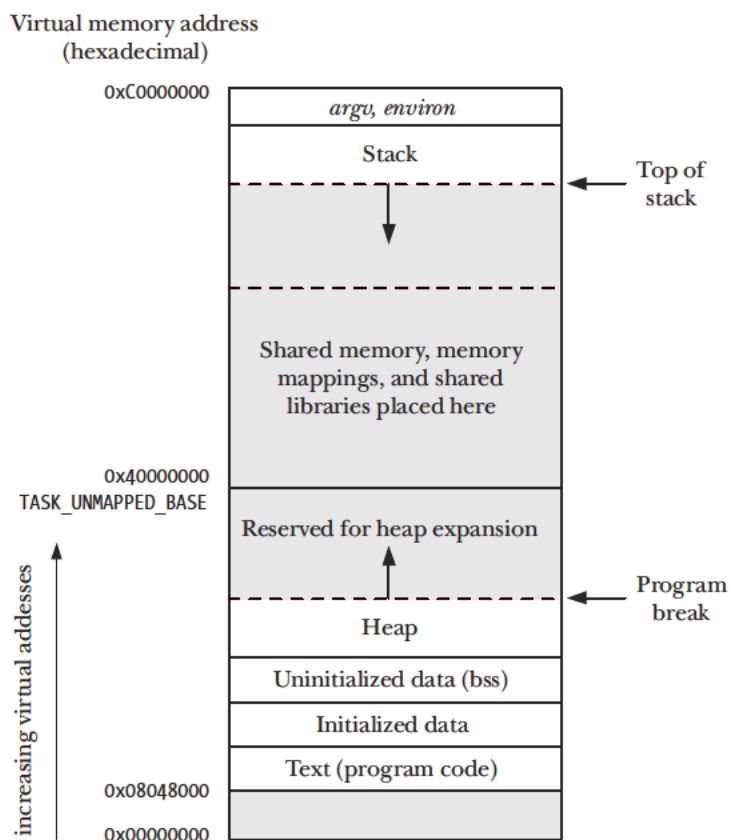 Virtual memory address
(hexadecimal)
0xC0000000
argv, environ
Stack
Top of
stack
Shared memory, memory
mappings, and shared
libraries placed here
0x40000000
TASK_UNMAPPED_BASE
Reserved for heap expansion
Program
break
Heap
Uninitialized data (bss)
Initialized data
Text (program code)
0x08048000
0x00000000
increasing virtual addesses